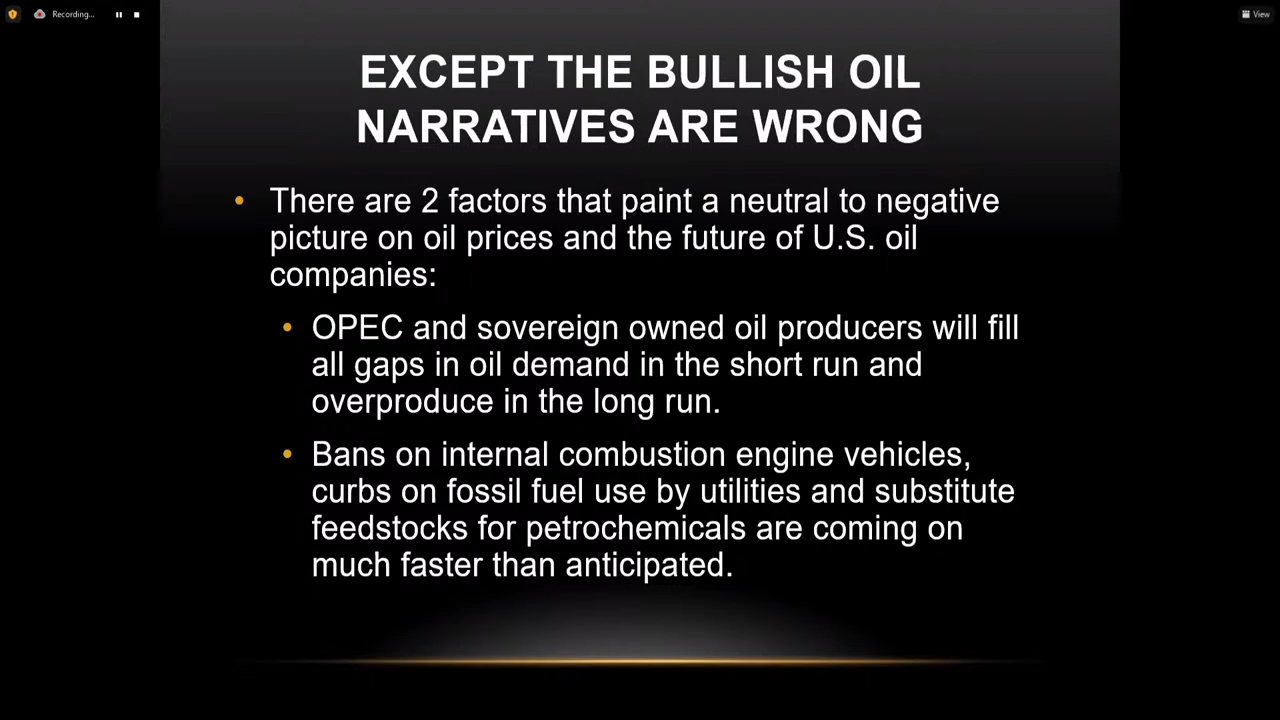 Recording...
View
EXCEPT THE BULLISH OIL
NARRATIVES ARE WRONG
• There are 2 factors that paint a neutral to negative
picture on oil prices and the future of U.S. oil
companies:
• OPEC and sovereign owned oil producers will fill
all gaps in oil demand in the short run and
overproduce in the long run.
• Bans on internal combustion engine vehicles,
curbs on fossil fuel use by utilities and substitute
feedstocks for petrochemicals are coming on
much faster than anticipated.